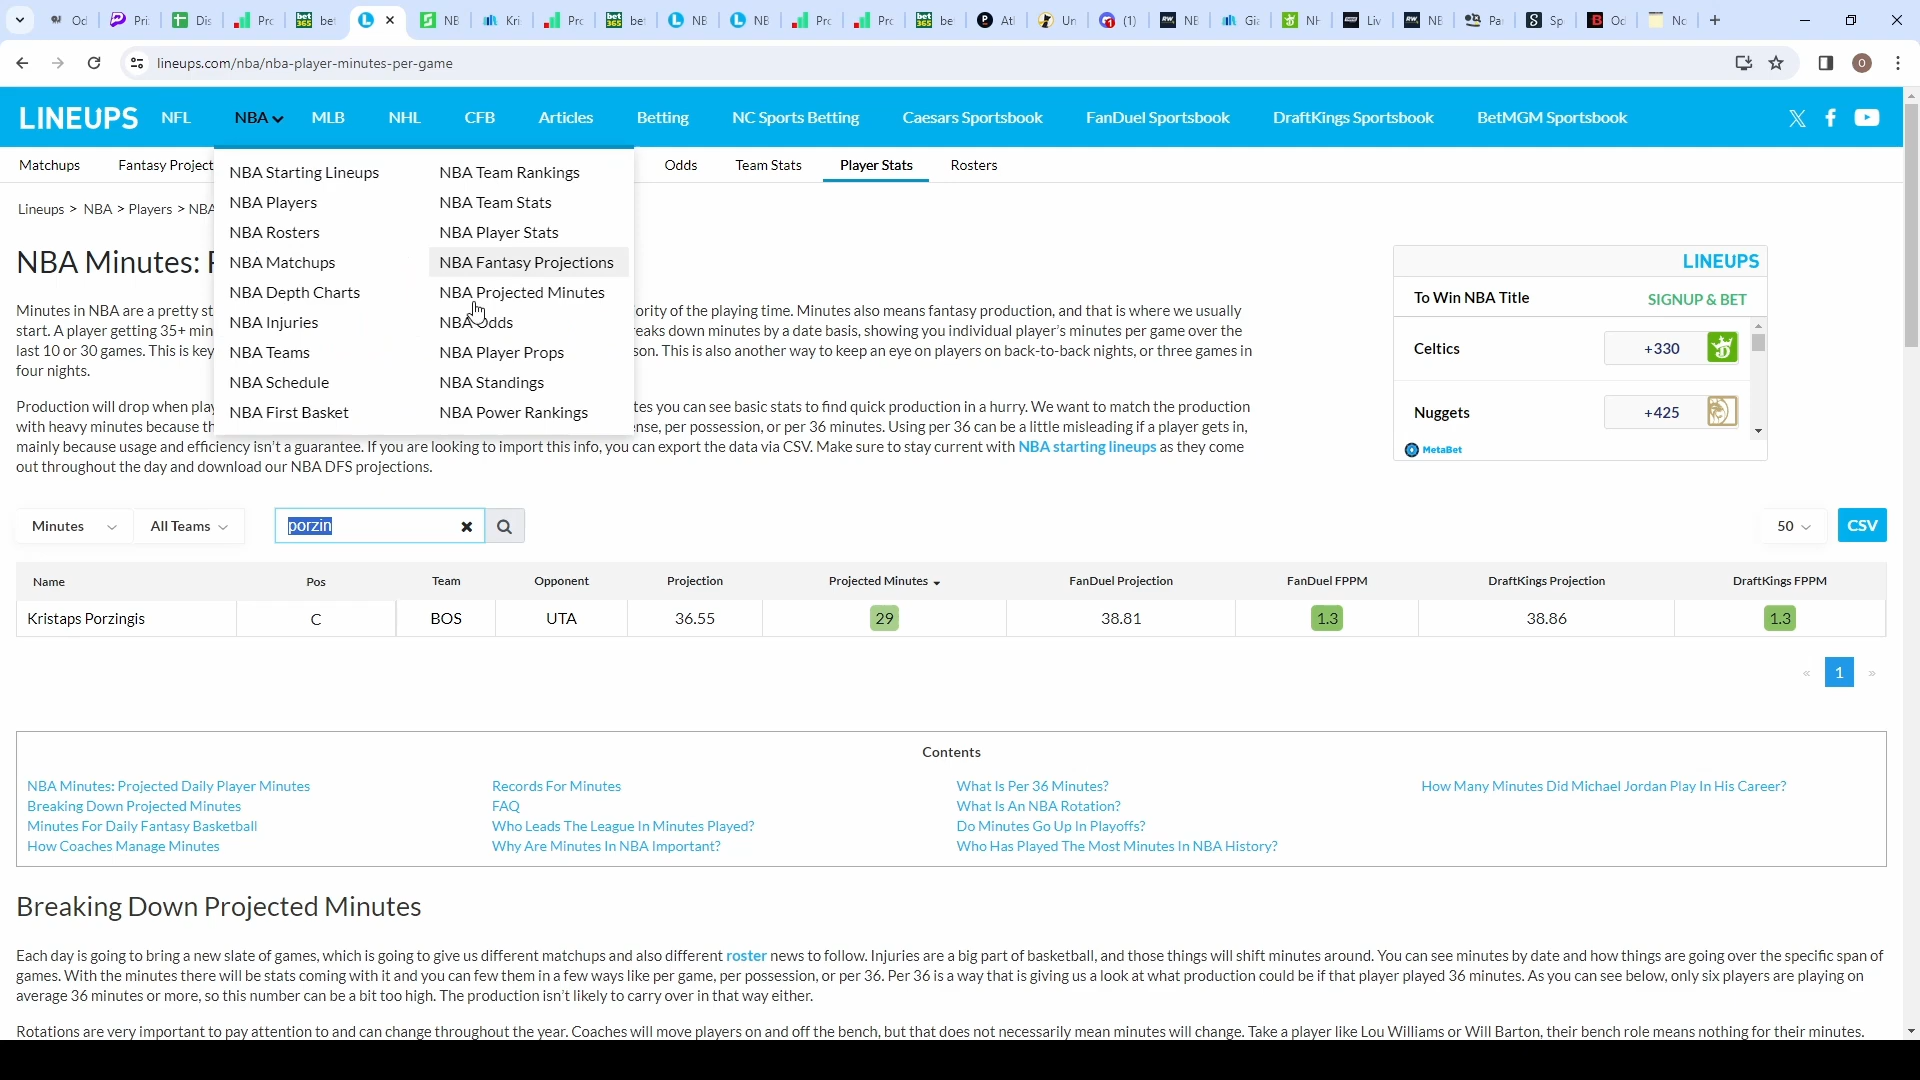 Od
Pri
Dis
Pro
be
NB
Kri
Pro
be
NB
NB
Pro
Pro
be
Atl
Un
(1)
NE
Gi
NH
Liv
NE
Pa
Sp
Od
No
lineups.com/nba/nba-player-minutes-per-game
LINEUPS NFL NBA MLB NHL CFB Articles Betting NC Sports Betting Caesars Sportsbook FanDuel Sportsbook DraftKings Sportsbook BetMGM Sportsbook
Matchups Fantasy Project Odds Team Stats Player Stats Rosters
NBA Starting Lineups NBA Team Rankings
NBA Players NBA Team Stats
NBA Rosters NBA Player Stats
NBA Matchups NBA Fantasy Projections
NBA Depth Charts NBA Projected Minutes
NBA Injuries NBA Odds
NBA Teams NBA Player Props
NBA Schedule NBA Standings
NBA First Basket NBA Power Rankings
Lineups > NBA > Players > NBA
NBA Minutes:
Minutes in NBA are a pretty st ority of the playing time. Minutes also means fantasy production, and that is where we usually
start. A player getting 35+ min eaks down minutes by a date basis, showing you individual player's minutes per game over the
last 10 or 30 games. This is key son. This is also another way to keep an eye on players on back-to-back nights, or three games in
four nights.
Production will drop when play tes you can see basic stats to find quick production in a hurry. We want to match the production
with heavy minutes because th ense, per possession, or per 36 minutes. Using per 36 can be a little misleading if a player gets in,
mainly because usage and efficiency isn't a guarantee. If you are looking to import this info, you can export the data via CSV. Make sure to stay current with NBA starting lineups as they come
out throughout the day and download our NBA DFS projections.
LINEUPS
To Win NBA Title SIGNUP & BET
Celtics +330
Nuggets +425
MetaBet
Minutes All Teams porzin 50 CSV
Name Pos Team Opponent Projection Projected Minutes FanDuel Projection FanDuel FPPM DraftKings Projection DraftKings FPPM
Kristaps Porzingis C BOS UTA 36.55 29 38.81 1.3 38.86 1.3
« 1 »
Contents
NBA Minutes: Projected Daily Player Minutes Records For Minutes What Is Per 36 Minutes? How Many Minutes Did Michael Jordan Play In His Career?
Breaking Down Projected Minutes FAQ What Is An NBA Rotation?
Minutes For Daily Fantasy Basketball Who Leads The League In Minutes Played? Do Minutes Go Up In Playoffs?
How Coaches Manage Minutes Why Are Minutes In NBA Important? Who Has Played The Most Minutes In NBA History?
Breaking Down Projected Minutes
Each day is going to bring a new slate of games, which is going to give us different matchups and also different roster news to follow. Injuries are a big part of basketball, and those things will shift minutes around. You can see minutes by date and how things are going over the specific span of
games. With the minutes there will be stats coming with it and you can few them in a few ways like per game, per possession, or per 36. Per 36 is a way that is giving us a look at what production could be if that player played 36 minutes. As you can see below, only six players are playing on
average 36 minutes or more, so this number can be a bit too high. The production isn't likely to carry over in that way either.
Rotations are very important to pay attention to and can change throughout the year. Coaches will move players on and off the bench, but that does not necessarily mean minutes will change. Take a player like Lou Williams or Will Barton, their bench role means nothing for their minutes.